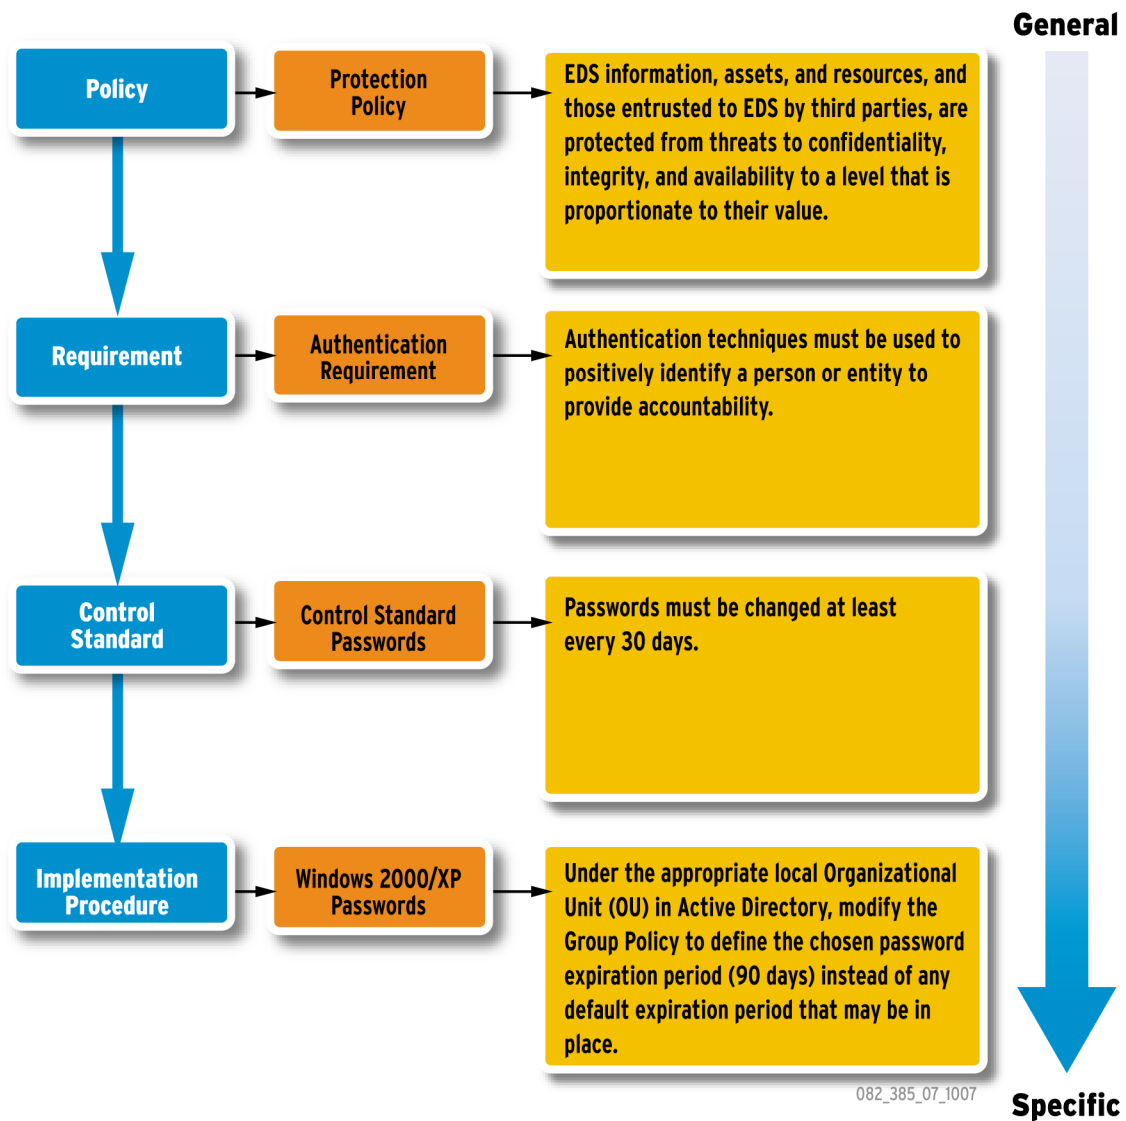 General
Policy
Protection
Policy
EDS information, assets, and resources, and
those entrusted to EDS by third parties, are
protected from threats to confidentiality,
integrity, and availability to a level that is
proportionate to their value.
Requirement
Authentication
Requirement
Authentication techniques must be used to
positively identify a person or entity to
provide accountability.
Control
Standard
Control Standard
Passwords
Passwords must be changed at least
every 30 days.
Implementation
Procedure
Windows 2000/XP
Passwords
Under the appropriate local Organizational
Unit (OU) in Active Directory, modify the
Group Policy to define the chosen password
expiration period (90 days) instead of any
default expiration period that may be in
place.
082_385_07_1007
Specific